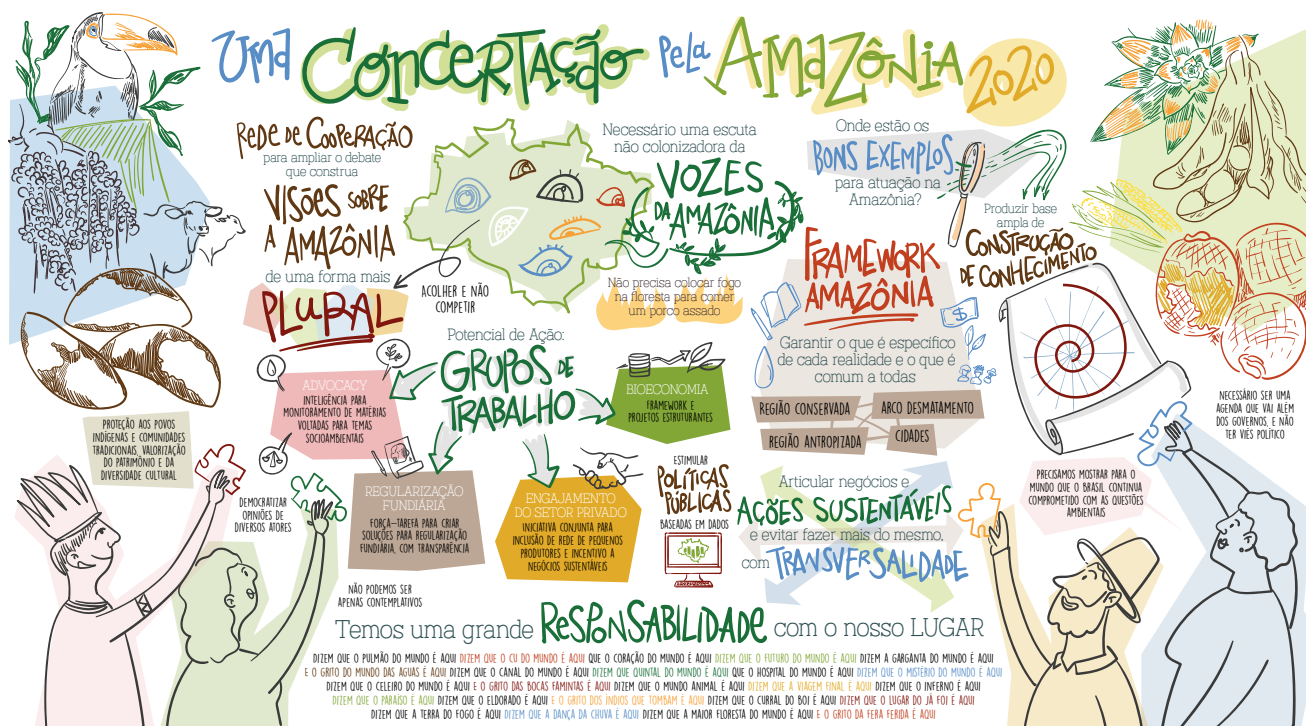 Uma Concertação pela Amazônia 2020
Rede de Cooperação
para ampliar o debate
que construa
Visões sobre
a Amazônia
de uma forma mais
PLURAL
ACOLHER E NÃO
COMPETIR
Necessário uma escuta
não colonizadora da
VOZES
DA AMAZÔNIA
Não precisa colocar fogo
na floresta para comer
um porco assado
Onde estão os
BONS EXEMPLOS
para atuação na
Amazônia?
Produzir base
ampla de
CONSTRUÇÃO
DE CONHECIMENTO
FRAMEWORK
AMAZÔNIA
Garantir o que é específico
de cada realidade e o que é
comum a todas
REGIÃO CONSERVADA
ARCO DESMATAMENTO
REGIÃO ANTROPIZADA
CIDADES
Potencial de Ação:
GRUPOS DE
TRABALHO
ADVOCACY
INTELIGÊNCIA PARA
MONITORAMENTO DE MATÉRIAS
VOLTADAS PARA TEMAS
SOCIOAMBIENTAIS
BIOECONOMIA
FRAMEWORK E
PROJETOS ESTRUTURANTES
REGULARIZAÇÃO
FUNDIÁRIA
FORÇA-TAREFA PARA CRIAR
SOLUÇÕES PARA REGULARIZAÇÃO
FUNDIÁRIA, COM TRANSPARÊNCIA
ENGAJAMENTO
DO SETOR PRIVADO
INICIATIVA CONJUNTA PARA
INCLUSÃO DE REDE DE PEQUENOS
PRODUTORES E INCENTIVO A
NEGÓCIOS SUSTENTÁVEIS
ESTIMULAR
POLÍTICAS
PÚBLICAS
BASEADAS EM DADOS
Articular negócios e
AÇÕES SUSTENTÁVEIS
e evitar fazer mais do mesmo,
com TRANSVERSALIDADE
PROTEÇÃO AOS POVOS
INDÍGENAS E COMUNIDADES
TRADICIONAIS, VALORIZAÇÃO
DO PATRIMÔNIO E DA
DIVERSIDADE CULTURAL
DEMOCRATIZAR
OPINIÕES DE
DIVERSOS ATORES
NÃO PODEMOS SER
APENAS CONTEMPLATIVOS
NECESSÁRIO SER UMA
AGENDA QUE VAI ALÉM
DOS GOVERNOS, E NÃO
TER VIÉS POLÍTICO
PRECISAMOS MOSTRAR PARA O
MUNDO QUE O BRASIL CONTINUA
COMPROMETIDO COM AS QUESTÕES
AMBIENTAIS
Temos uma grande RESPONSABILIDADE com o nosso LUGAR
DIZEM QUE O PULMÃO DO MUNDO É AQUI DIZEM QUE O CU DO MUNDO É AQUI QUE O CORAÇÃO DO MUNDO É AQUI DIZEM QUE O FUTURO DO MUNDO É AQUI DIZEM A GARGANTA DO MUNDO É AQUI
E O GRITO DO MUNDO DAS ÁGUAS É AQUI DIZEM QUE O CANAL DO MUNDO É AQUI DIZEM QUE QUINTAL DO MUNDO É AQUI QUE O HOSPITAL DO MUNDO É AQUI DIZEM QUE O MISTÉRIO DO MUNDO É AQUI
DIZEM QUE O CELEIRO DO MUNDO É AQUI E O GRITO DAS BOCAS FAMINTAS É AQUI DIZEM QUE O MUNDO ANIMAL É AQUI DIZEM QUE A VIAGEM FINAL É AQUI DIZEM QUE O INFERNO É AQUI
DIZEM QUE O PARAÍSO É AQUI DIZEM QUE O ELDORADO É AQUI E O GRITO DOS ÍNDIOS QUE TOMBAM É AQUI DIZEM QUE O CURRAL DO BOI É AQUI DIZEM QUE O LUGAR DO JÁ FOI É AQUI
DIZEM QUE A TERRA DO FOGO É AQUI DIZEM QUE A DANÇA DA CHUVA É AQUI DIZEM QUE A MAIOR FLORESTA DO MUNDO É AQUI E O GRITO DA FERA FERIDA É AQUI